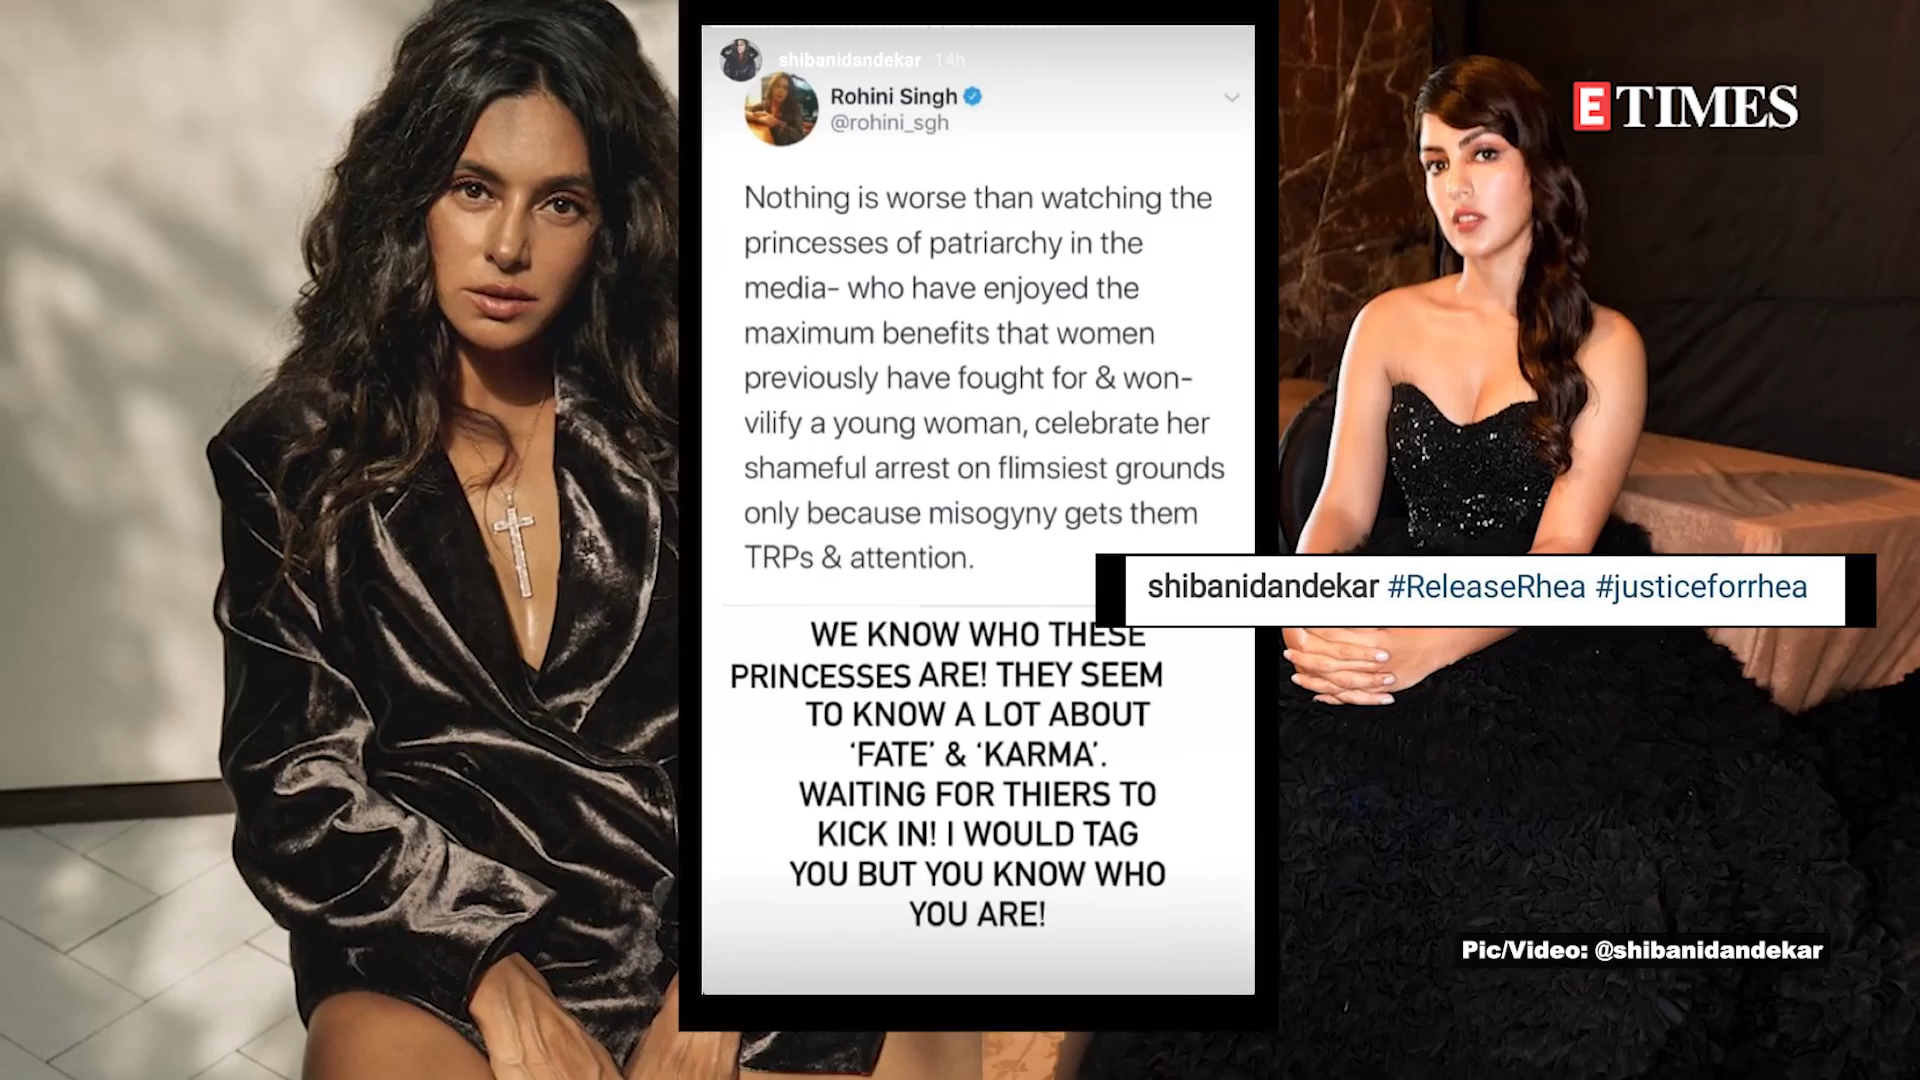 shibanidandekar 14h
Rohini Singh
@rohini_sgh
Nothing is worse than watching the
princesses of patriarchy in the
media- who have enjoyed the
maximum benefits that women
previously have fought for & won-
vilify a young woman, celebrate her
shameful arrest on flimsiest grounds
only because misogyny gets them
TRPs & attention.
WE KNOW WHO THESE
PRINCESSES ARE! THEY SEEM
TO KNOW A LOT ABOUT
‘FATE’ & ‘KARMA’.
WAITING FOR THIERS TO
KICK IN! I WOULD TAG
YOU BUT YOU KNOW WHO
YOU ARE!
E TIMES
shibanidandekar #ReleaseRhea #justiceforrhea
Pic/Video: @shibanidandekar